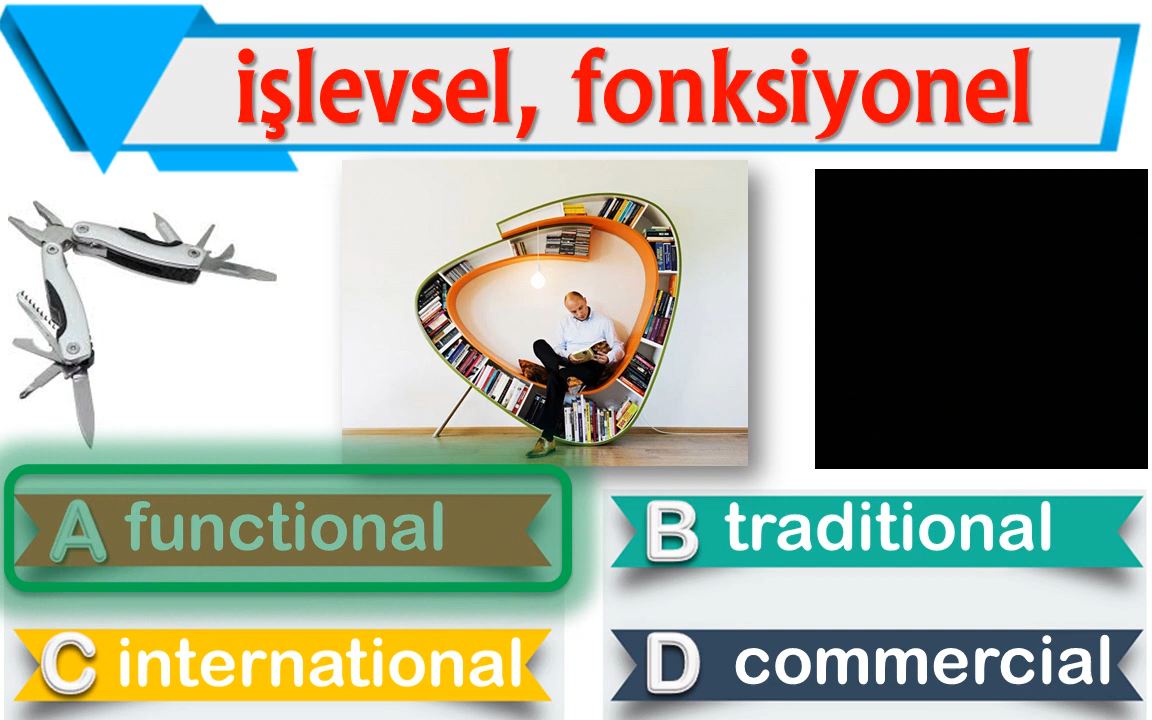 işlevsel, fonksiyonel
A functional
B traditional
C international
D commercial